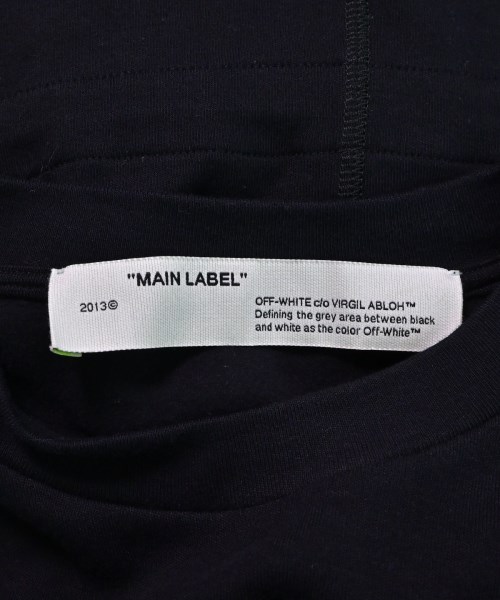 "MAIN LABEL"
2013©
OFF-WHITE c/o VIRGIL ABLOH™
Defining the grey area between black
and white as the color Off-White™